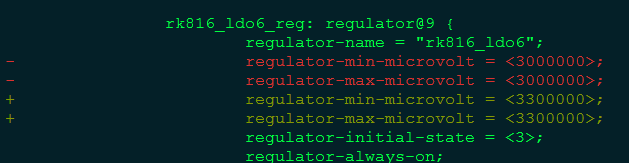 rk816_ldo6_reg: regulator@9 {
regulator-name = "rk816_ldo6";
- regulator-min-microvolt = <3000000>;
- regulator-max-microvolt = <3000000>;
+ regulator-min-microvolt = <3300000>;
+ regulator-max-microvolt = <3300000>;
regulator-initial-state = <3>;
regulator-always-on;